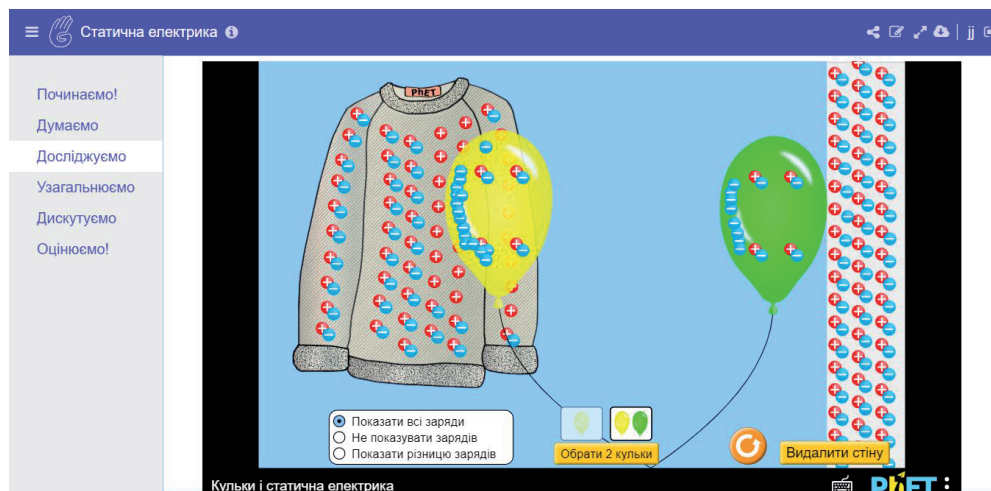 Статична електрика
jj
Починаємо!
Думаємо
Досліджуємо
Узагальнюємо
Дискутуємо
Оцінюємо!
PhET
Показати всі заряди
Не показувати зарядів
Показати різницю зарядів
Обрати 2 кульки
Видалити стіну
Кульки і статична електрика
PhET